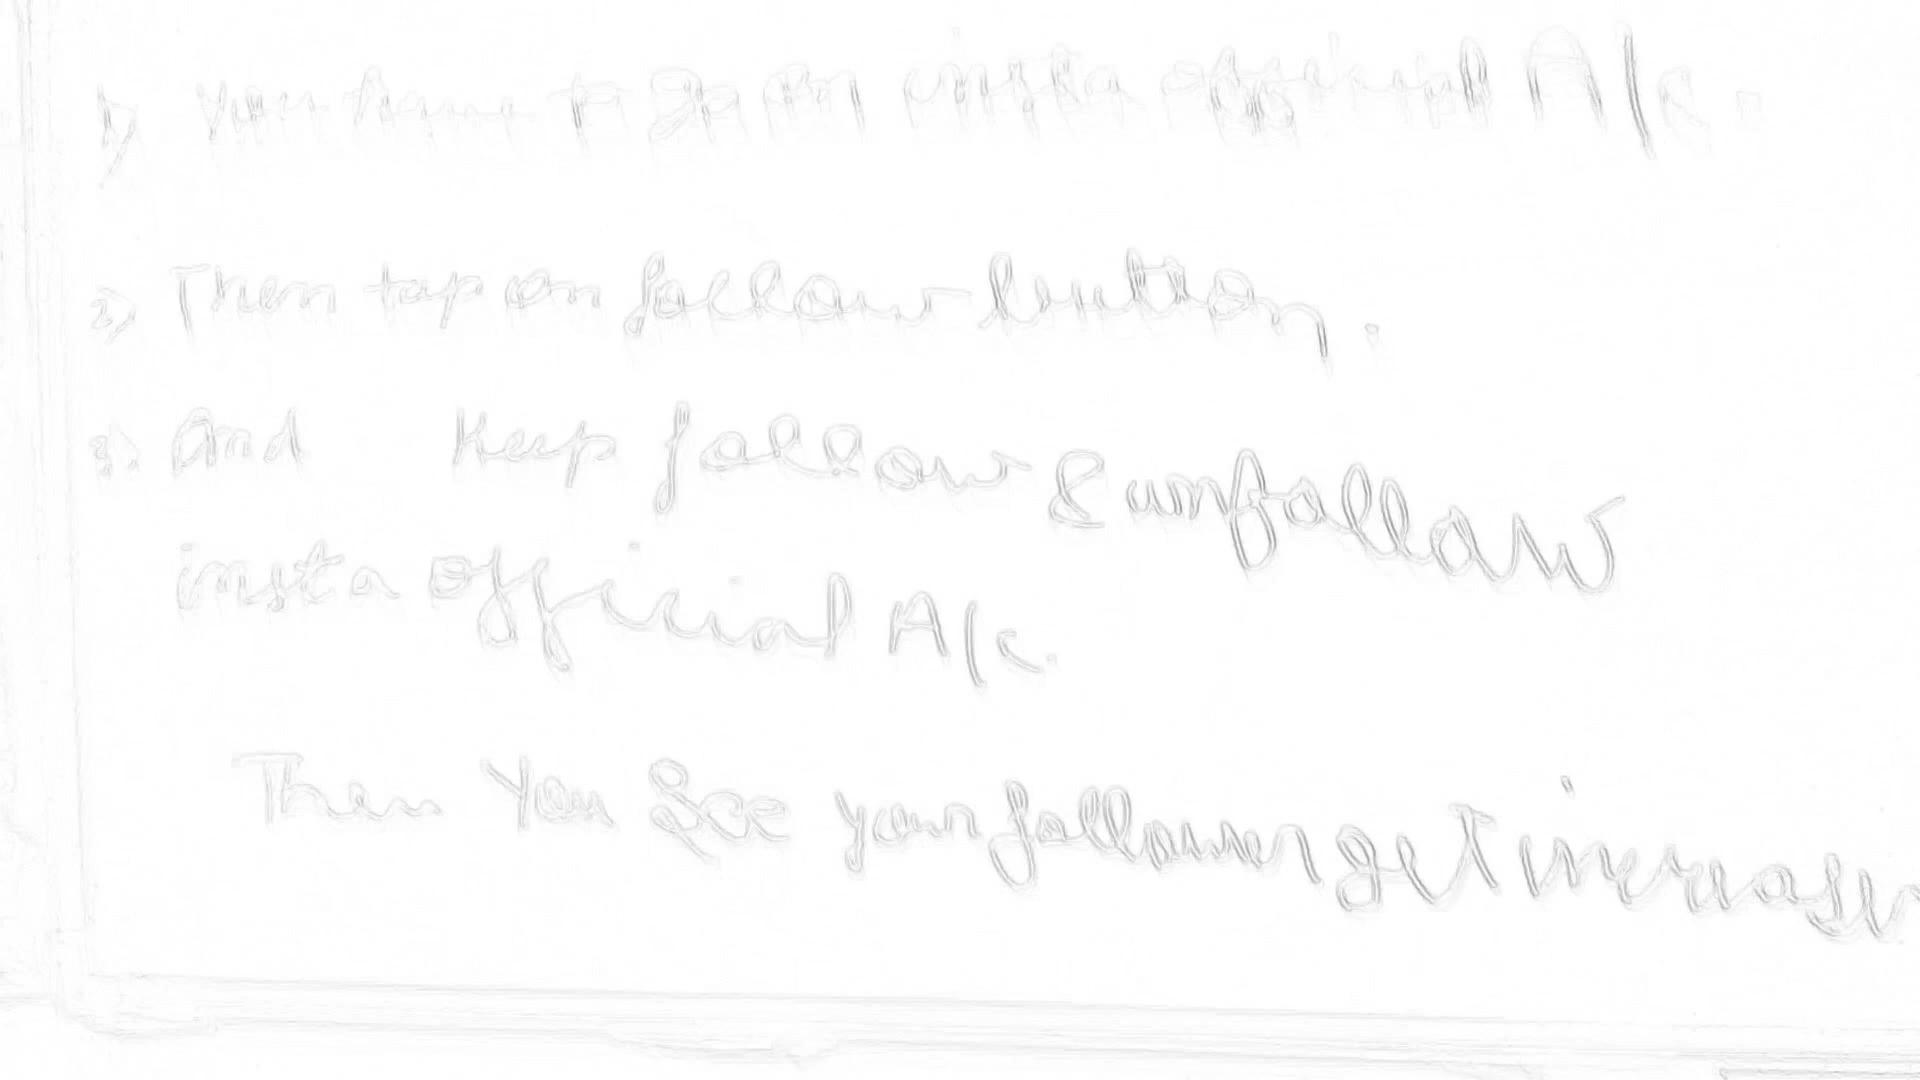 1) You have to go on insta official A/c.
2) Then tap on follow button.
3) And Keep follow & unfollow
insta official A/c.
Then You See your follower get increase